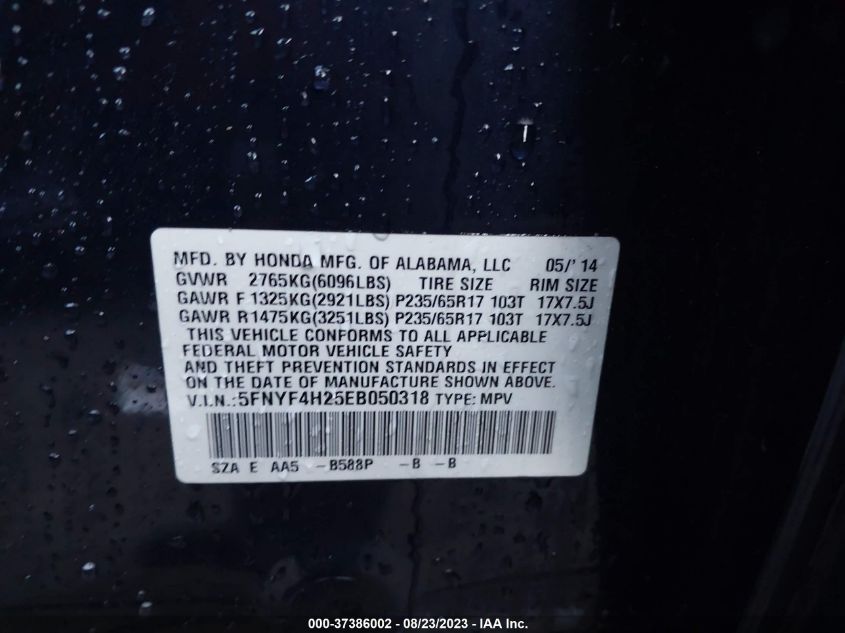 MFD. BY HONDA MFG. OF ALABAMA, LLC 05/' 14
GVWR 2765KG(6096LBS) TIRE SIZE RIM SIZE
GAWR F 1325KG(2921LBS) P235/65R17 103T 17X7.5J
GAWR R1475KG(3251LBS) P235/65R17 103T 17X7.5J
THIS VEHICLE CONFORMS TO ALL APPLICABLE
FEDERAL MOTOR VEHICLE SAFETY
AND THEFT PREVENTION STANDARDS IN EFFECT
ON THE DATE OF MANUFACTURE SHOWN ABOVE.
V.I.N.:5FNYF4H25EB050318 TYPE: MPV
SZA E AA5 -B588P -B -B
000-37386002 - 08/23/2023 - IAA Inc.